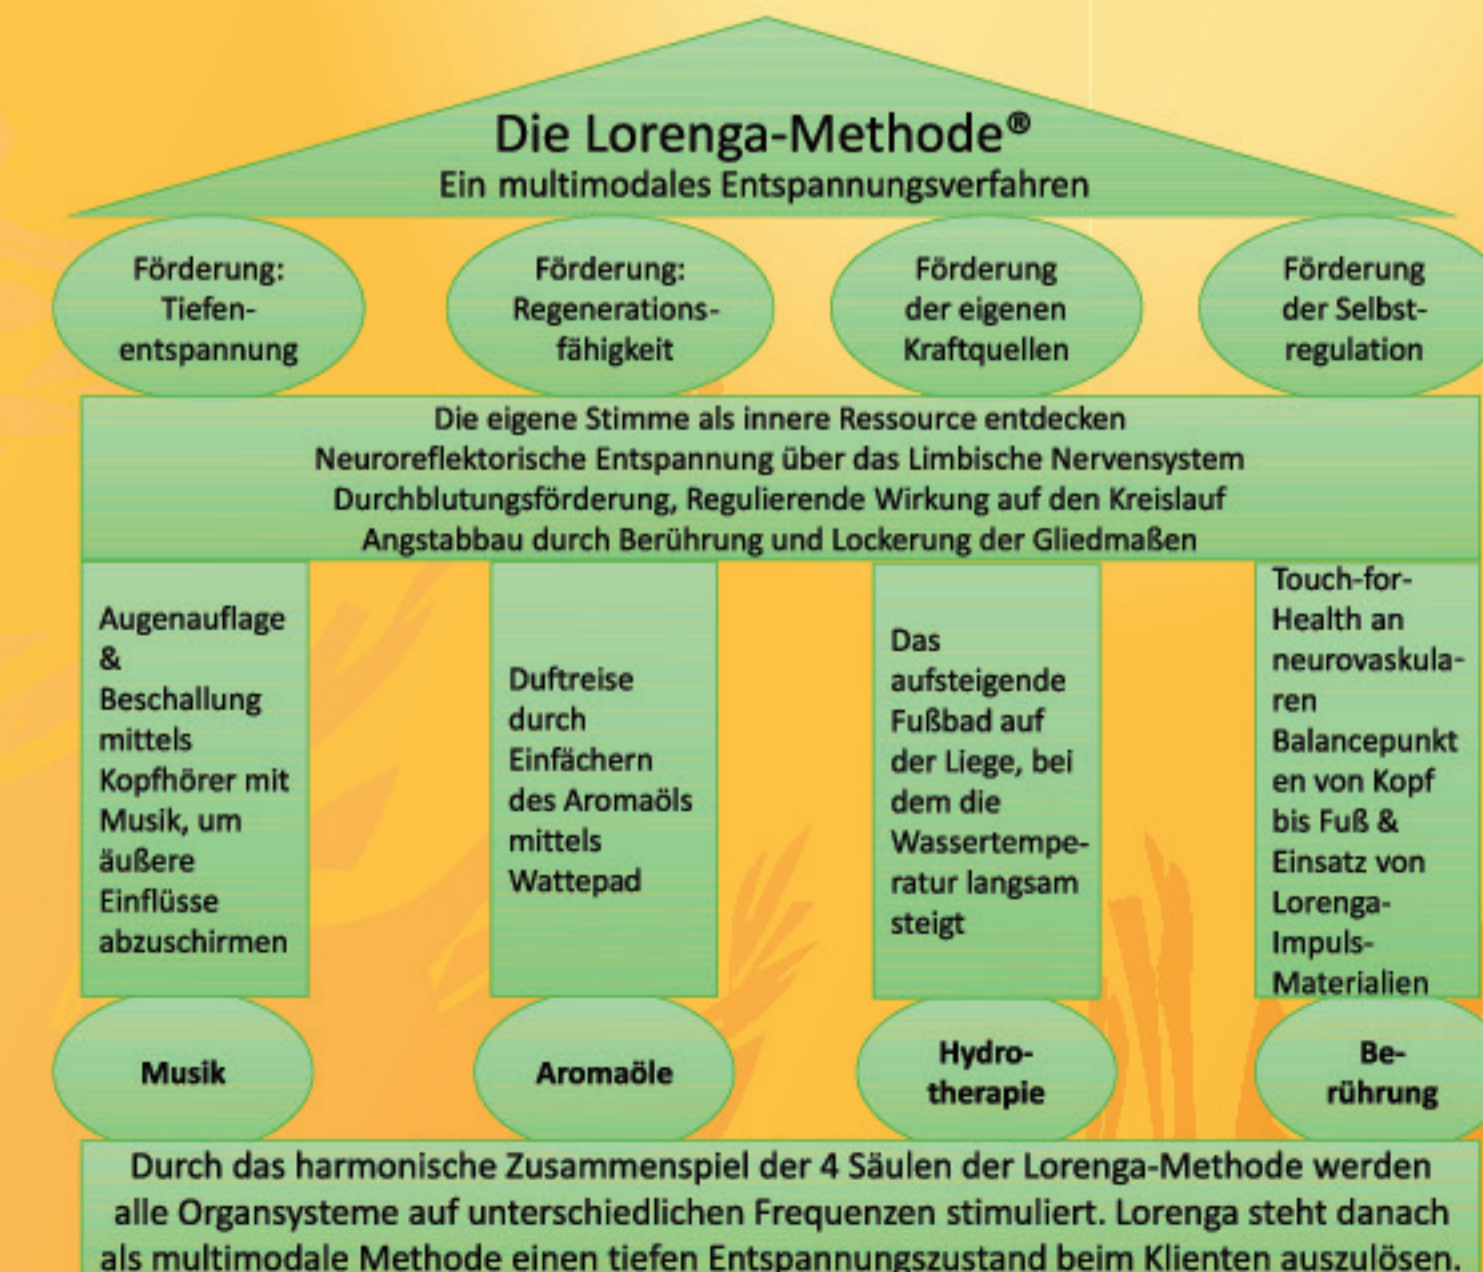 Die Lorenga-Methode®
Ein multimodales Entspannungsverfahren
Förderung:
Tiefen-
entspannung
Förderung:
Regenerations-
fähigkeit
Förderung
der eigenen
Kraftquellen
Förderung
der Selbst-
regulation
Die eigene Stimme als innere Ressource entdecken
Neuroreflektorische Entspannung über das Limbische Nervensystem
Durchblutungsförderung, Regulierende Wirkung auf den Kreislauf
Angstabbau durch Berührung und Lockerung der Gliedmaßen
Augenauflage
&
Beschallung
mittels
Kopfhörer mit
Musik, um
äußere
Einflüsse
abzuschirmen
Duftreise
durch
Einfächern
des Aromaöls
mittels
Wattepad
Das
aufsteigende
Fußbad auf
der Liege, bei
dem die
Wassertempe-
ratur langsam
steigt
Touch-for-
Health an
neurovaskula-
ren
Balancepunkt
en von Kopf
bis Fuß &
Einsatz von
Lorenga-
Impuls-
Materialien
Musik
Aromaöle
Hydro-
therapie
Be-
rührung
Durch das harmonische Zusammenspiel der 4 Säulen der Lorenga-Methode werden
alle Organsysteme auf unterschiedlichen Frequenzen stimuliert. Lorenga steht danach
als multimodale Methode einen tiefen Entspannungszustand beim Klienten auszulösen.